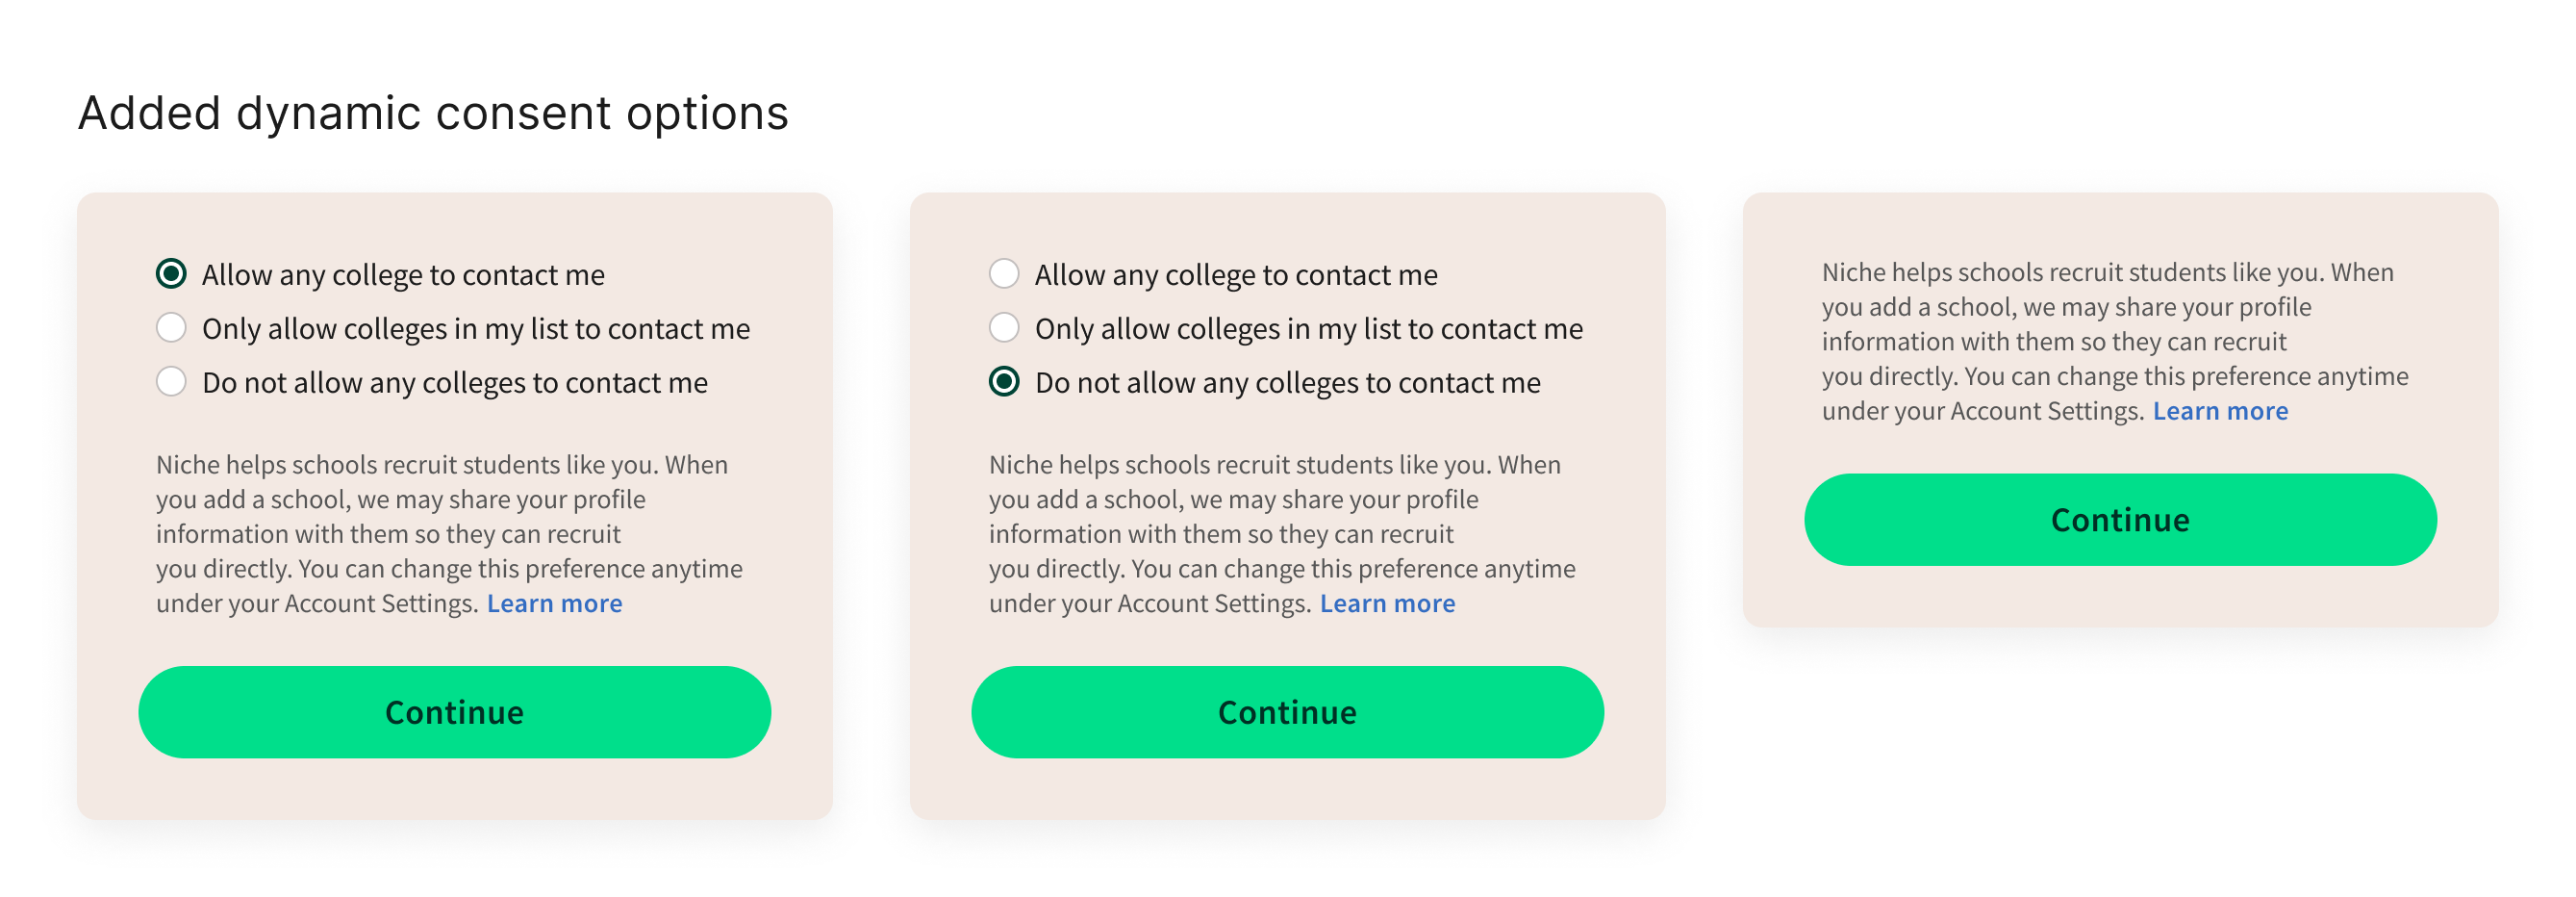 Added dynamic consent options
Allow any college to contact me
Only allow colleges in my list to contact me
Do not allow any colleges to contact me
Niche helps schools recruit students like you. When
you add a school, we may share your profile
information with them so they can recruit
you directly. You can change this preference anytime
under your Account Settings. Learn more
Continue
Allow any college to contact me
Only allow colleges in my list to contact me
Do not allow any colleges to contact me
Niche helps schools recruit students like you. When
you add a school, we may share your profile
information with them so they can recruit
you directly. You can change this preference anytime
under your Account Settings. Learn more
Continue
Niche helps schools recruit students like you. When
you add a school, we may share your profile
information with them so they can recruit
you directly. You can change this preference anytime
under your Account Settings. Learn more
Continue